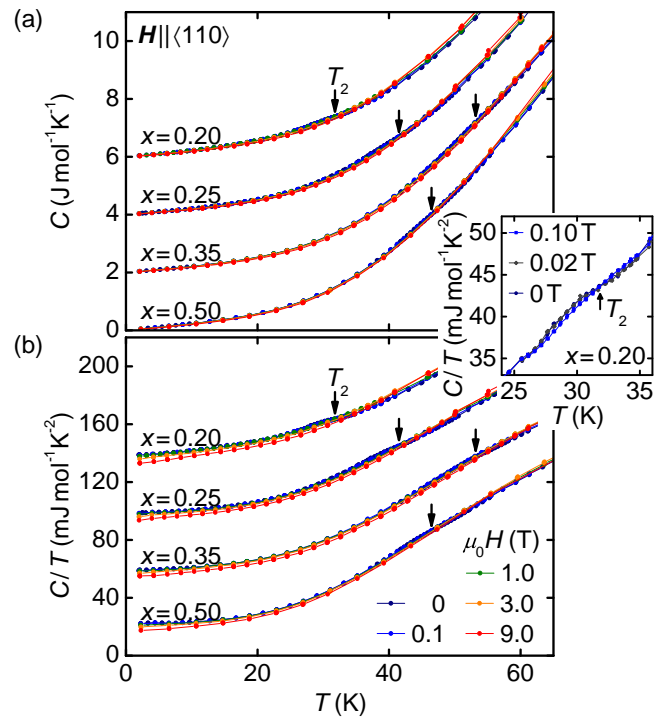 (a)
H||⟨110⟩
C (J mol⁻¹K⁻¹)
10
8
6
4
2
0
T₂
x=0.20
x=0.25
x=0.35
x=0.50
C/T (mJ mol⁻¹K⁻²)
50
45
40
35
0.10 T
0.02 T
0 T
T₂
x=0.20
25 30 35
T (K)
(b)
C/T (mJ mol⁻¹K⁻²)
200
160
120
80
40
0
T₂
x=0.20
x=0.25
x=0.35
x=0.50
μ₀H (T)
0 1.0
0.1 3.0
9.0
0 20 40 60
T (K)